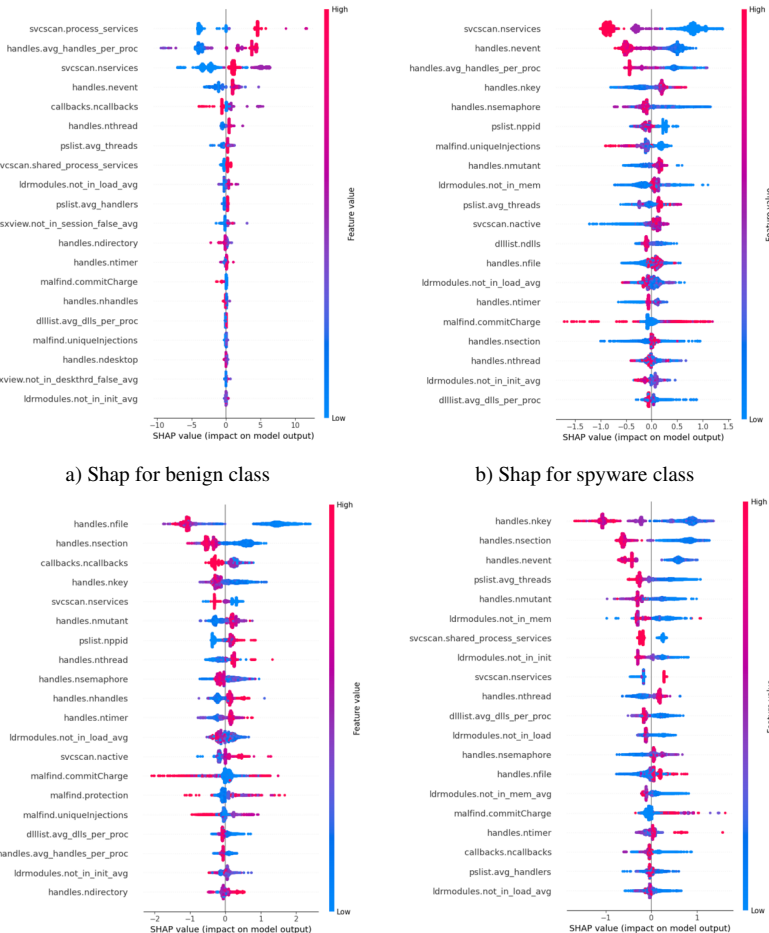 High
svcscan.process_services
handles.avg_handles_per_proc
svcscan.nservices
handles.nevent
callbacks.ncallbacks
handles.nthread
pslist.avg_threads
vcscan.shared_process_services
ldrmodules.not_in_load_avg
pslist.avg_handlers
sxview.not_in_session_false_avg
handles.ndirectory
handles.ntimer
malfind.commitCharge
handles.nhandles
dlllist.avg_dlls_per_proc
malfind.uniqueInjections
handles.ndesktop
xview.not_in_deskthrd_false_avg
ldrmodules.not_in_init_avg
Feature value
Low
−10 −5 0 5 10
SHAP value (impact on model output)
a) Shap for benign class
High
svcscan.nservices
handles.nevent
handles.avg_handles_per_proc
handles.nkey
handles.nsemaphore
pslist.nppid
malfind.uniqueInjections
handles.nmutant
ldrmodules.not_in_mem
pslist.avg_threads
svcscan.nactive
dlllist.ndlls
handles.nfile
ldrmodules.not_in_load_avg
handles.ntimer
malfind.commitCharge
handles.nsection
handles.nthread
ldrmodules.not_in_init_avg
dlllist.avg_dlls_per_proc
Feature value
Low
−1.5 −1.0 −0.5 0.0 0.5 1.0 1.5
SHAP value (impact on model output)
b) Shap for spyware class
High
handles.nfile
handles.nsection
callbacks.ncallbacks
handles.nkey
svcscan.nservices
handles.nmutant
pslist.nppid
handles.nthread
handles.nsemaphore
handles.nhandles
handles.ntimer
ldrmodules.not_in_load_avg
svcscan.nactive
malfind.commitCharge
malfind.protection
malfind.uniqueInjections
dlllist.avg_dlls_per_proc
handles.avg_handles_per_proc
ldrmodules.not_in_init_avg
handles.ndirectory
Feature value
Low
−2 −1 0 1 2
SHAP value (impact on model output)
High
handles.nkey
handles.nsection
handles.nevent
pslist.avg_threads
handles.nmutant
ldrmodules.not_in_mem
svcscan.shared_process_services
ldrmodules.not_in_init
svcscan.nservices
handles.nthread
dlllist.avg_dlls_per_proc
ldrmodules.not_in_load
handles.nsemaphore
handles.nfile
ldrmodules.not_in_mem_avg
malfind.commitCharge
handles.ntimer
callbacks.ncallbacks
pslist.avg_handlers
ldrmodules.not_in_load_avg
Feature value
Low
−1 0 1
SHAP value (impact on model output)